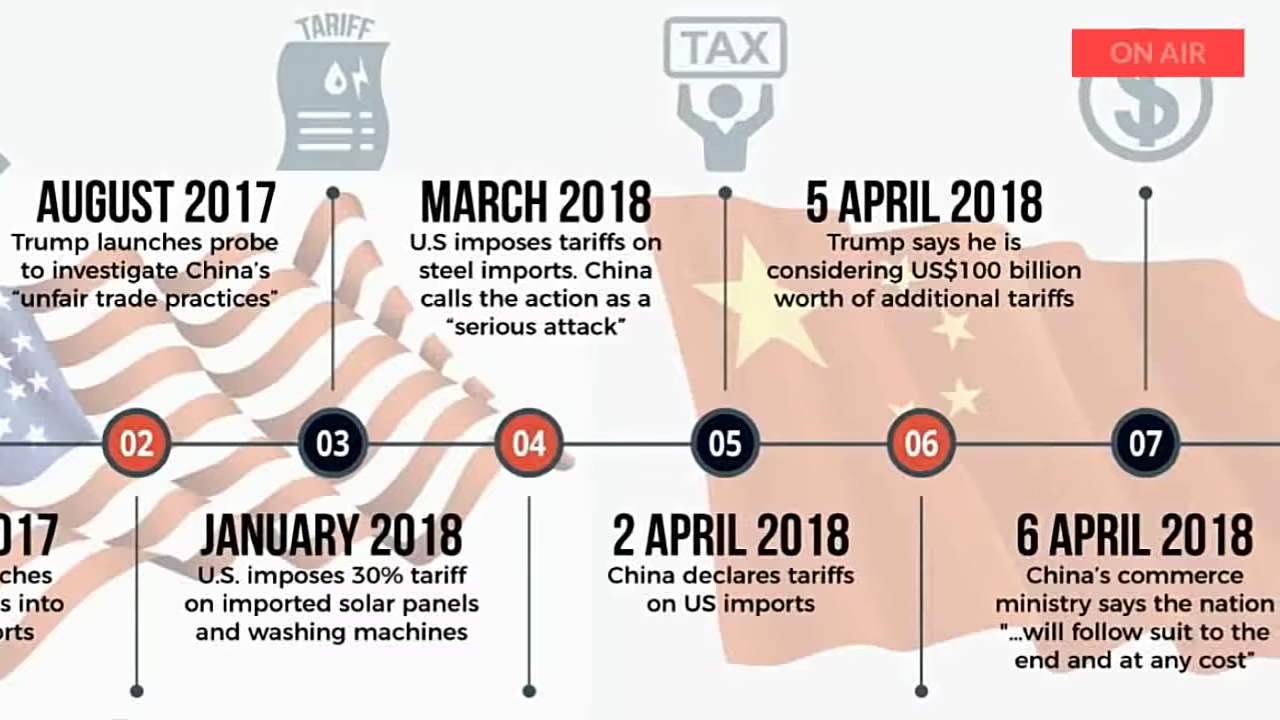 TARIFF
TAX
ON AIR
$
AUGUST 2017
Trump launches probe
to investigate China's
“unfair trade practices”
MARCH 2018
U.S imposes tariffs on
steel imports. China
calls the action as a
“serious attack”
5 APRIL 2018
Trump says he is
considering US$100 billion
worth of additional tariffs
02
03
04
05
06
07
JANUARY 2018
U.S. imposes 30% tariff
on imported solar panels
and washing machines
2 APRIL 2018
China declares tariffs
on US imports
6 APRIL 2018
China's commerce
ministry says the nation
"...will follow suit to the
end and at any cost”